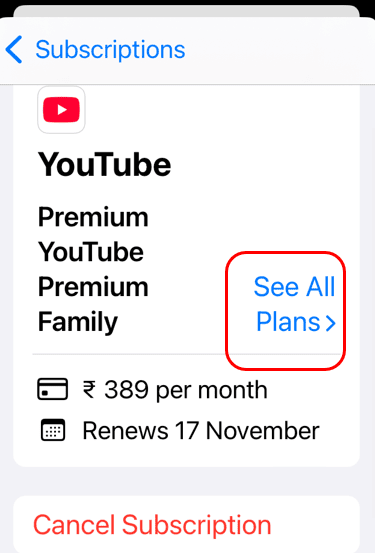 Subscriptions
YouTube
Premium
YouTube
Premium
Family
See All
Plans
₹ 389 per month
Renews 17 November
Cancel Subscription